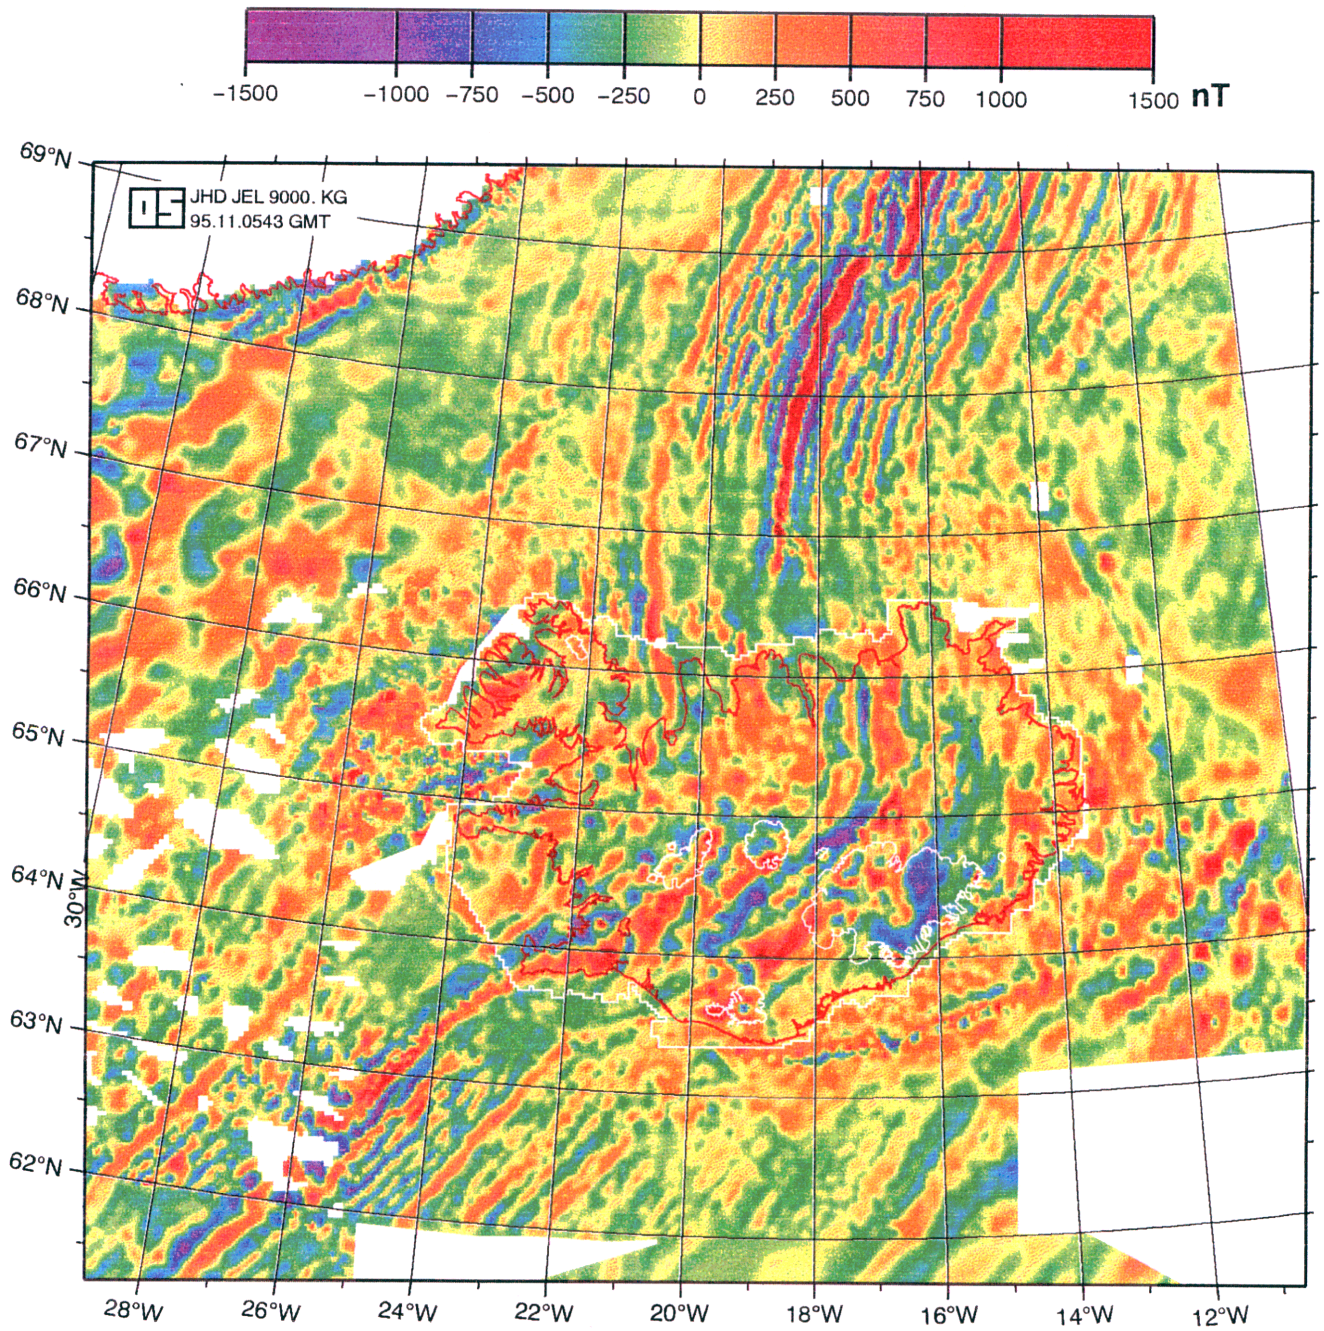 −1500 −1000 −750 −500 −250 0 250 500 750 1000 1500 nT
69°N
OS JHD JEL 9000. KG
95.11.0543 GMT
68°N
67°N
66°N
65°N
64°N
30°W
63°N
62°N
28°W 26°W 24°W 22°W 20°W 18°W 16°W 14°W 12°W